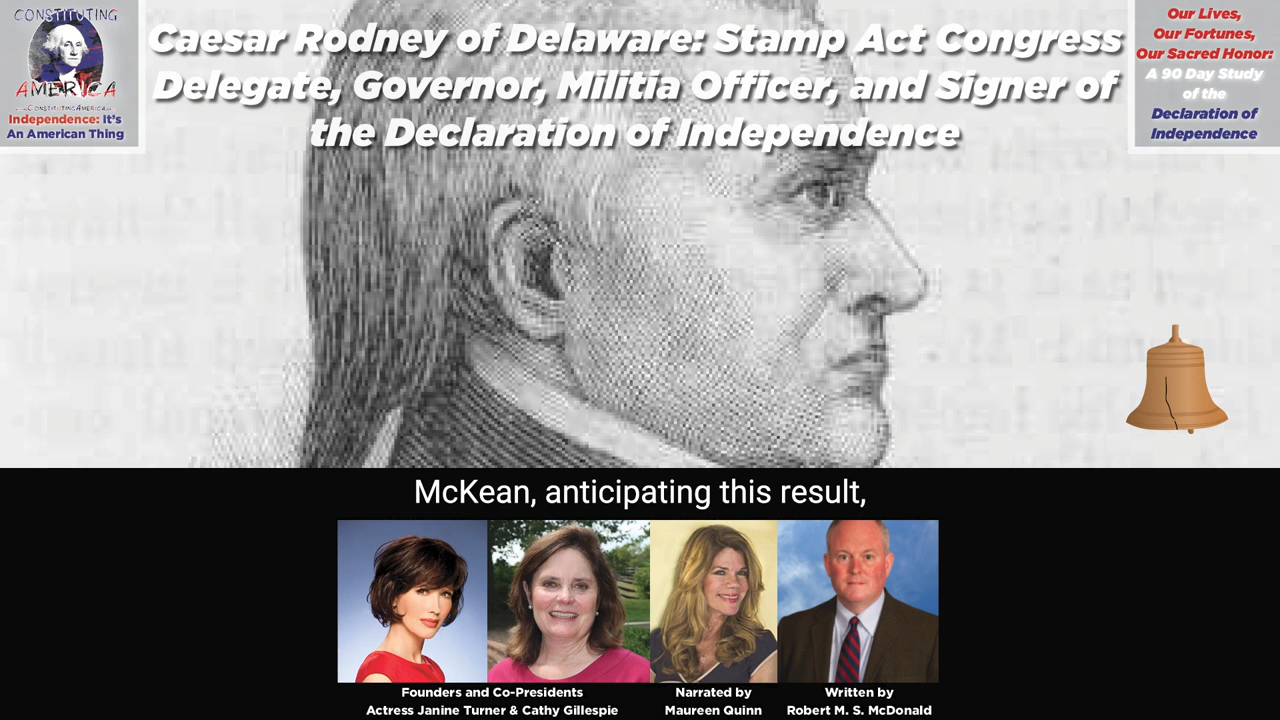 CONSTITUTING
AMERICA
CONSTITUTINGAMERICA.ORG
Independence: It's
An American Thing
Caesar Rodney of Delaware: Stamp Act Congress
Delegate, Governor, Militia Officer, and Signer of
the Declaration of Independence
Our Lives,
Our Fortunes,
Our Sacred Honor:
A 90 Day Study
of the
Declaration of
Independence
McKean, anticipating this result,
Founders and Co-Presidents
Actress Janine Turner & Cathy Gillespie
Narrated by
Maureen Quinn
Written by
Robert M. S. McDonald